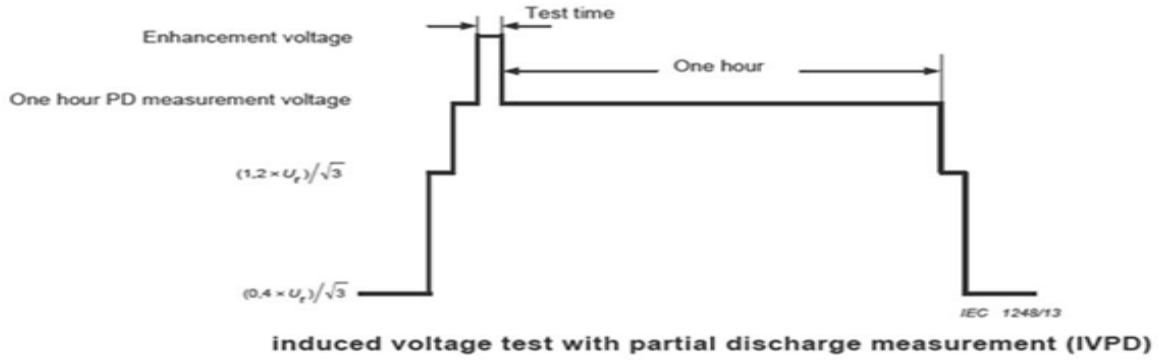 Test time
Enhancement voltage
One hour
One hour PD measurement voltage
(1,2 × Ur)/√3
(0,4 × Ur)/√3
IEC 1248/13
induced voltage test with partial discharge measurement (IVPD)